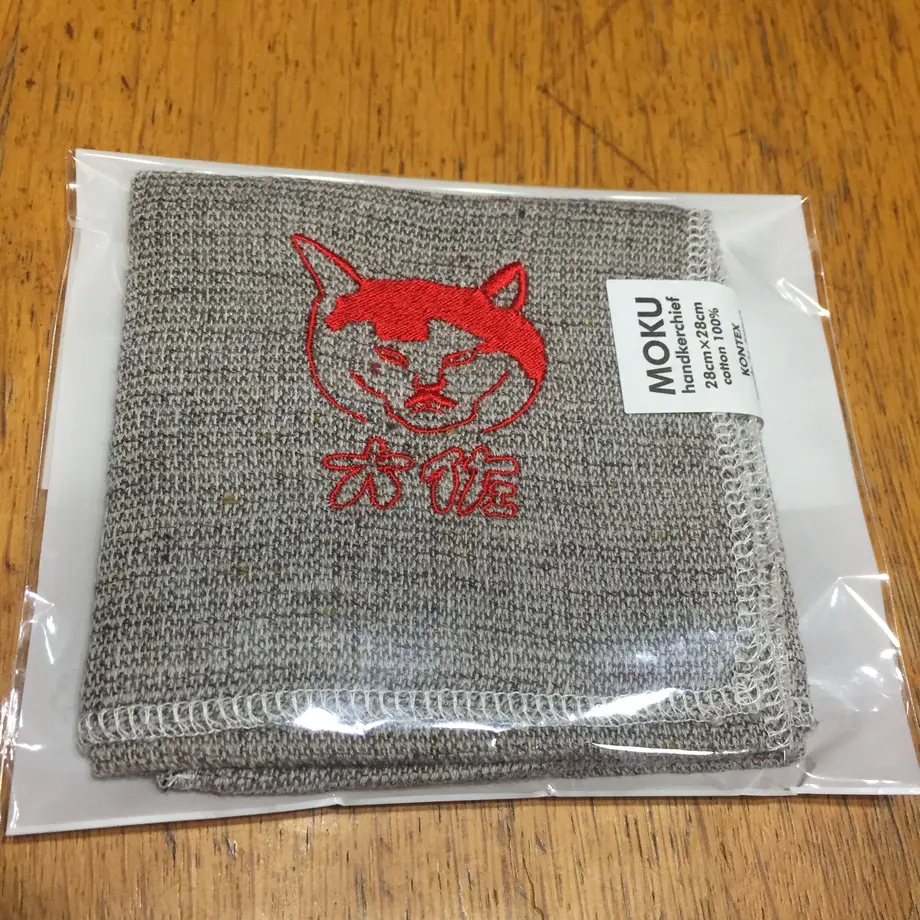 大佐
MOKU
handkerchief
28cm×28cm
cotton 100%
KONTEX